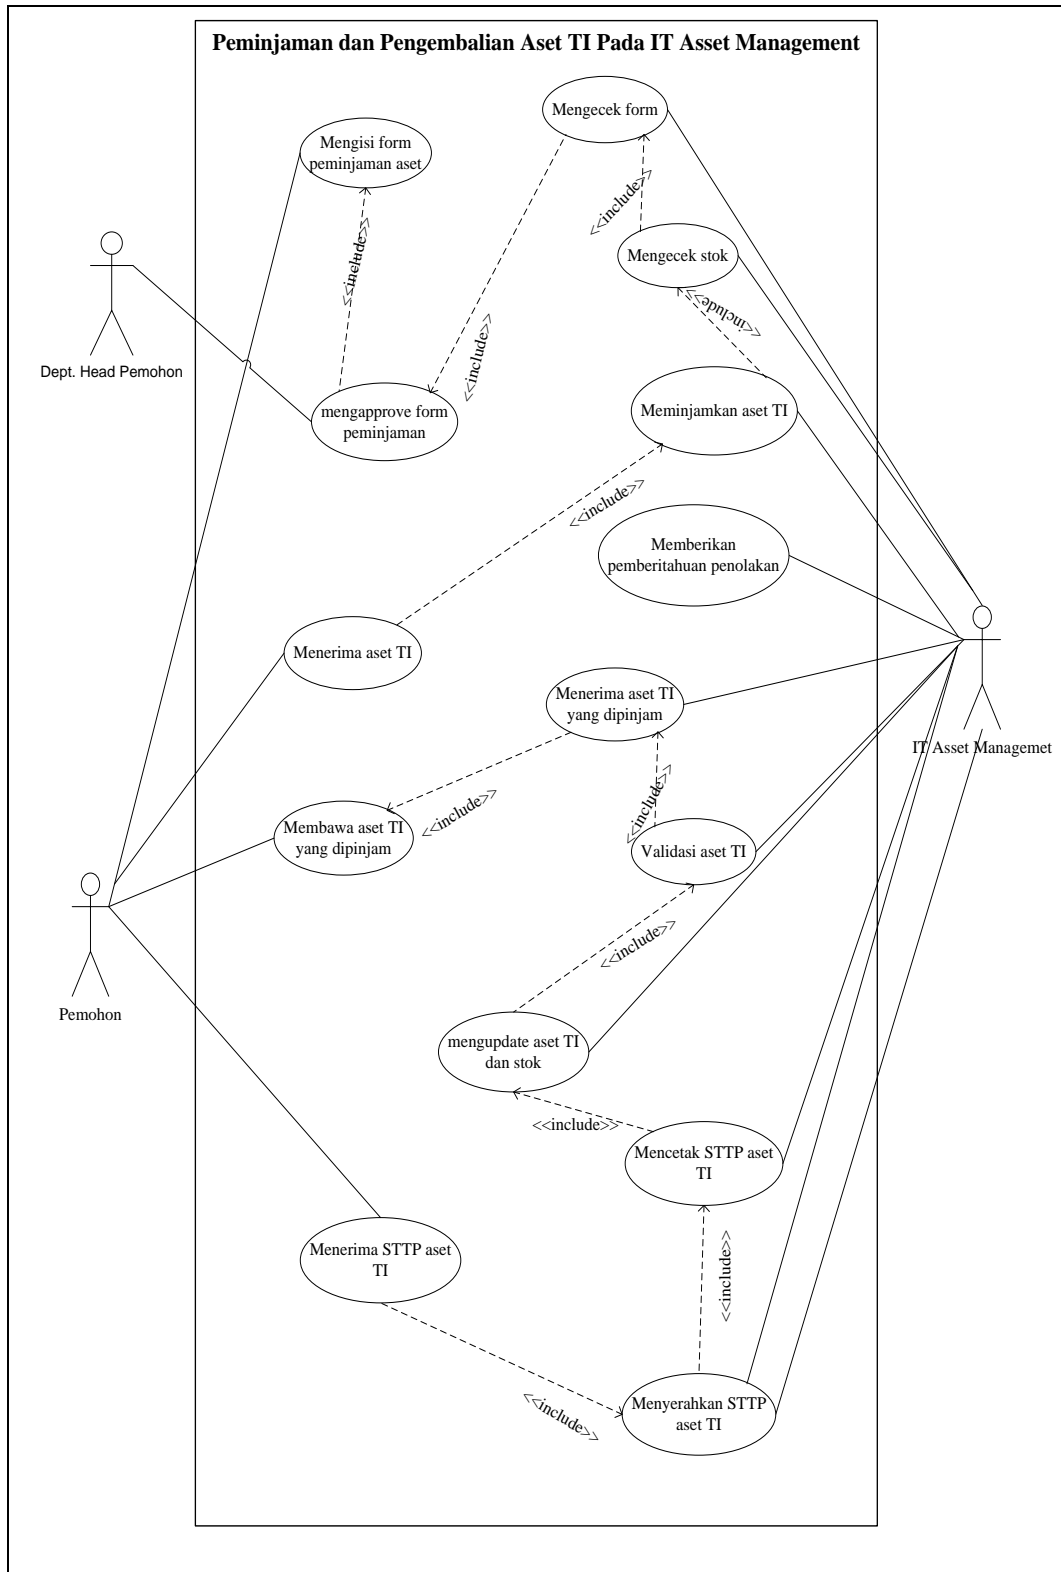 Peminjaman dan Pengembalian Aset TI Pada IT Asset Management
Mengecek form
Mengisi form
peminjaman aset
<<include>>
<<include>>
Mengecek stok
<<include>>
<<include>>
Dept. Head Pemohon
mengapprove form
peminjaman
Meminjamkan aset TI
<<include>>
Memberikan
pemberitahuan penolakan
Menerima aset TI
Menerima aset TI
yang dipinjam
IT Asset Managemet
<<include>>
<<include>>
Membawa aset TI
yang dipinjam
Validasi aset TI
<<include>>
Pemohon
mengupdate aset TI
dan stok
<<include>>
Mencetak STTP aset
TI
Menerima STTP aset
TI
<<include>>
<<include>>
Menyerahkan STTP
aset TI